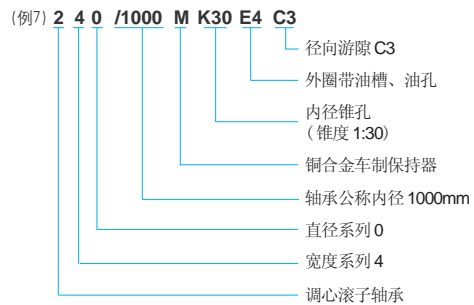 (例7) 2 4 0 /1000 M K30 E4 C3
径向游隙 C3
外圈带油槽、油孔
内径锥孔
(锥度 1:30)
铜合金车制保持器
轴承公称内径 1000mm
直径系列 0
宽度系列 4
调心滚子轴承